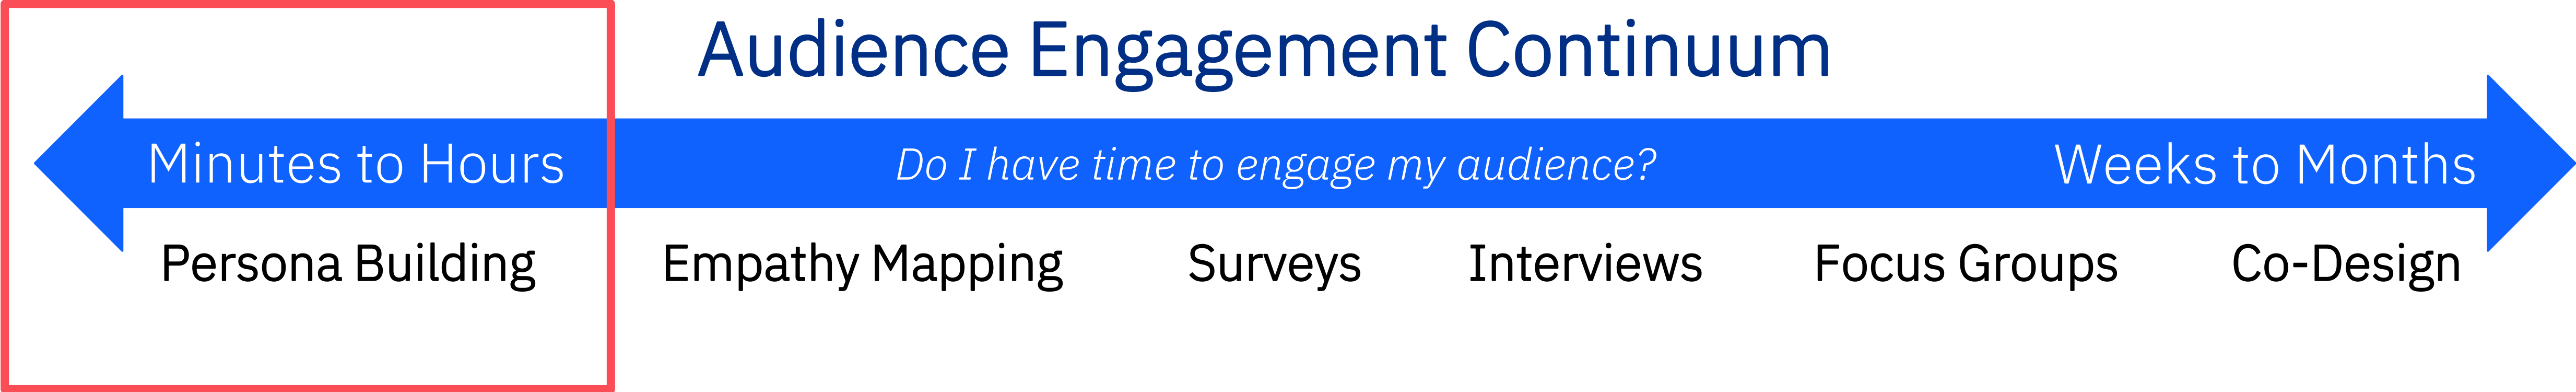 Audience Engagement Continuum
Minutes to Hours
Do I have time to engage my audience?
Weeks to Months
Persona Building
Empathy Mapping
Surveys
Interviews
Focus Groups
Co-Design